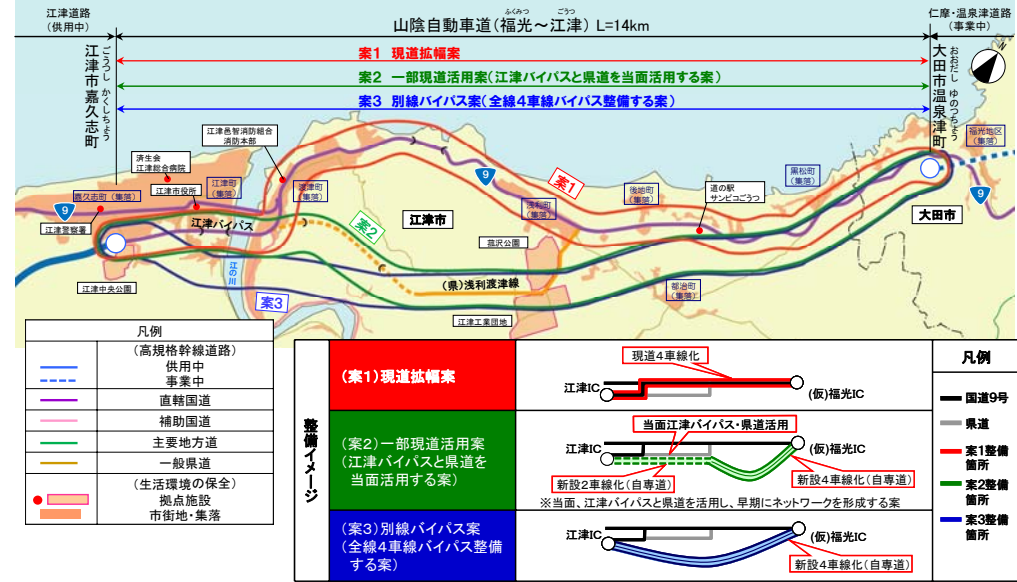 江津道路
(供用中)
ふくみつ ごうつ
山陰自動車道(福光～江津) L=14km
仁摩・温泉津道路
(事業中)
案1 現道拡幅案
案2 一部現道活用案(江津バイパスと県道を当面活用する案)
案3 別線バイパス案(全線4車線バイパス整備する案)
ごうつし かくしちょう
江津市嘉久志町
おおだし ゆのつちょう
大田市温泉津町
N
江津邑智消防組合
消防本部
済生会
江津総合病院
江津市役所
嘉久志町(集落)
江津町
(集落)
渡津町
(集落)
9
江津警察署
江津バイパス
江津中央公園
江の川
案2
案3
江津市
9
案1
浅利町
(集落)
菰沢公園
(県)浅利渡津線
江津工業団地
後地町
(集落)
道の駅
サンピコごうつ
都治町
(集落)
黒松町
(集落)
福光地区
(集落)
9
大田市
凡例
(高規格幹線道路)
供用中
事業中
直轄国道
補助国道
主要地方道
一般県道
(生活環境の保全)
拠点施設
市街地・集落
整備イメージ
(案1)現道拡幅案
現道4車線化
江津IC
(仮)福光IC
(案2)一部現道活用案
(江津バイパスと県道を
当面活用する案)
当面江津バイパス・県道活用
江津IC
(仮)福光IC
新設2車線化(自専道)
新設4車線化(自専道)
※当面、江津バイパスと県道を活用し、早期にネットワークを形成する案
(案3)別線バイパス案
(全線4車線バイパス整備
する案)
江津IC
(仮)福光IC
新設4車線化(自専道)
凡例
国道9号
県道
案1整備
箇所
案2整備
箇所
案3整備
箇所